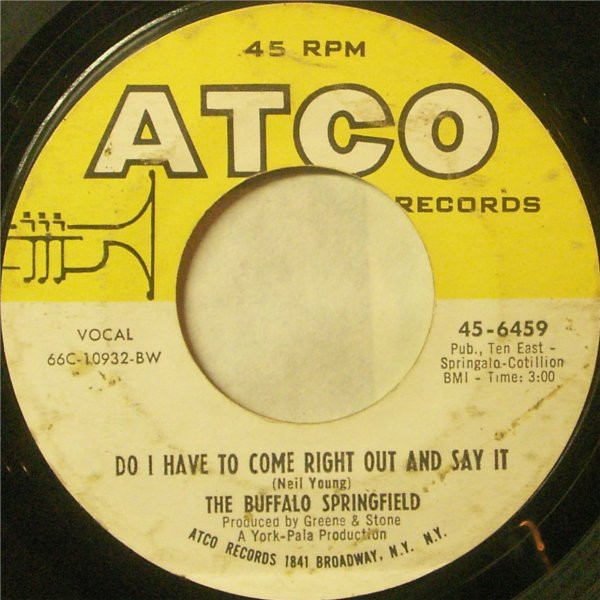 45 RPM
ATCO
RECORDS
VOCAL
66C-10932-BW
45-6459
Pub., Ten East -
Springalo-Cotillion
BMI - Time: 3:00
DO I HAVE TO COME RIGHT OUT AND SAY IT
(Neil Young)
THE BUFFALO SPRINGFIELD
Produced by Greene & Stone
A York-Pala Production
ATCO RECORDS 1841 BROADWAY, N.Y. N.Y.